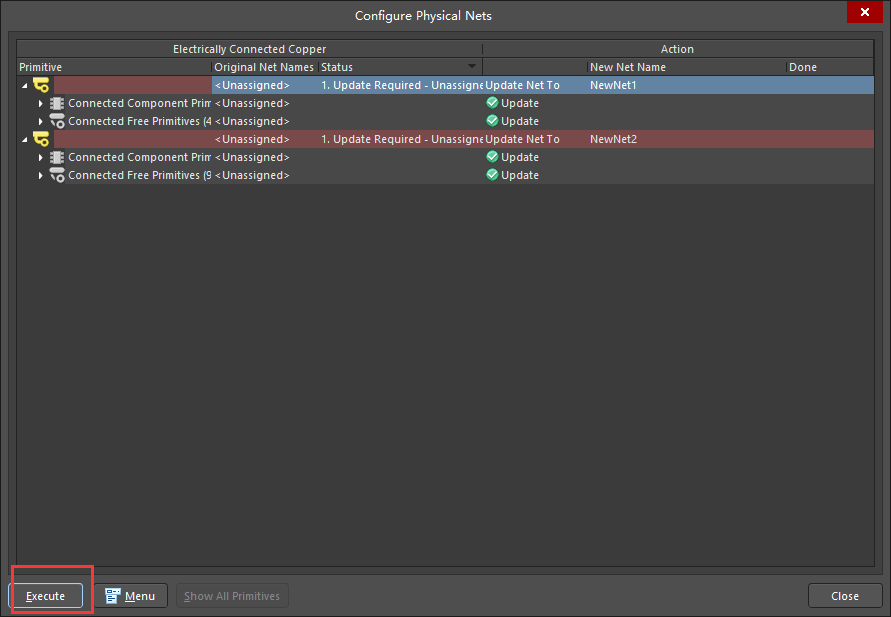 Configure Physical Nets
Electrically Connected Copper Action
Primitive Original Net Names Status New Net Name Done
<Unassigned> 1. Update Required - Unassigne Update Net To NewNet1
Connected Component Prim <Unassigned> Update
Connected Free Primitives (4 <Unassigned> Update
<Unassigned> 1. Update Required - Unassigne Update Net To NewNet2
Connected Component Prim <Unassigned> Update
Connected Free Primitives (9 <Unassigned> Update
Execute Menu Show All Primitives Close